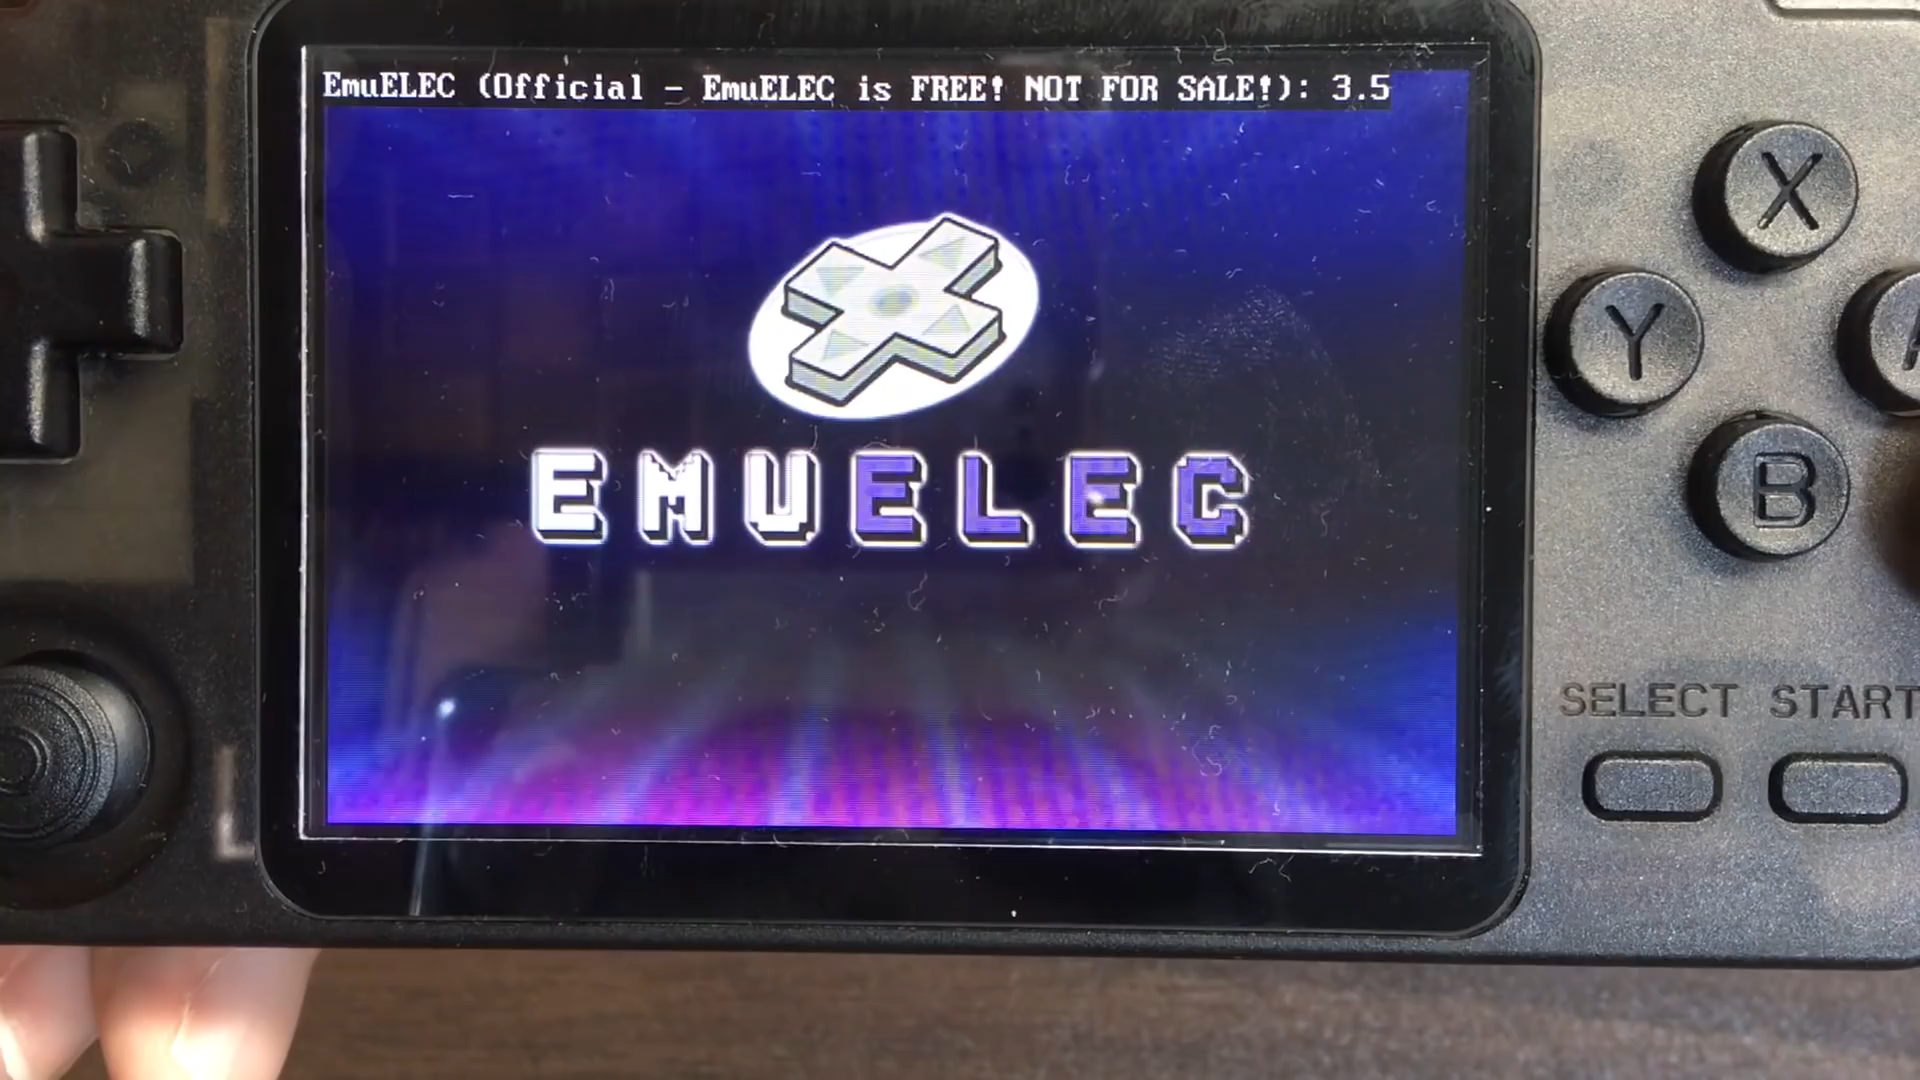 EmuELEC (Official - EmuELEC is FREE! NOT FOR SALE!): 3.5
EMUELEC
X
Y
B
SELECT START